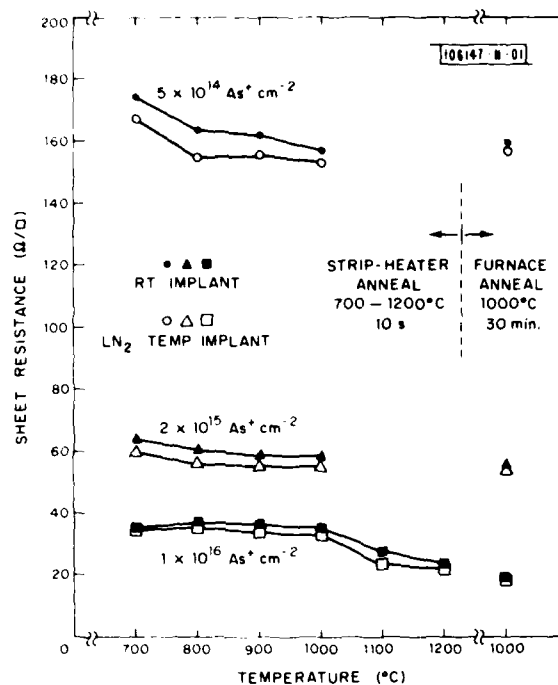 200
180
160
140
120
100
80
60
40
20
0
SHEET RESISTANCE (Ω/□)
106147-N-01
5 × 10¹⁴ As⁺ cm⁻²
● ▲ ■
RT IMPLANT
○ △ □
LN₂ TEMP IMPLANT
STRIP-HEATER
ANNEAL
700 – 1200°C
10 s
FURNACE
ANNEAL
1000°C
30 min.
2 × 10¹⁵ As⁺ cm⁻²
1 × 10¹⁶ As⁺ cm⁻²
700 800 900 1000 1100 1200 1000
TEMPERATURE (°C)